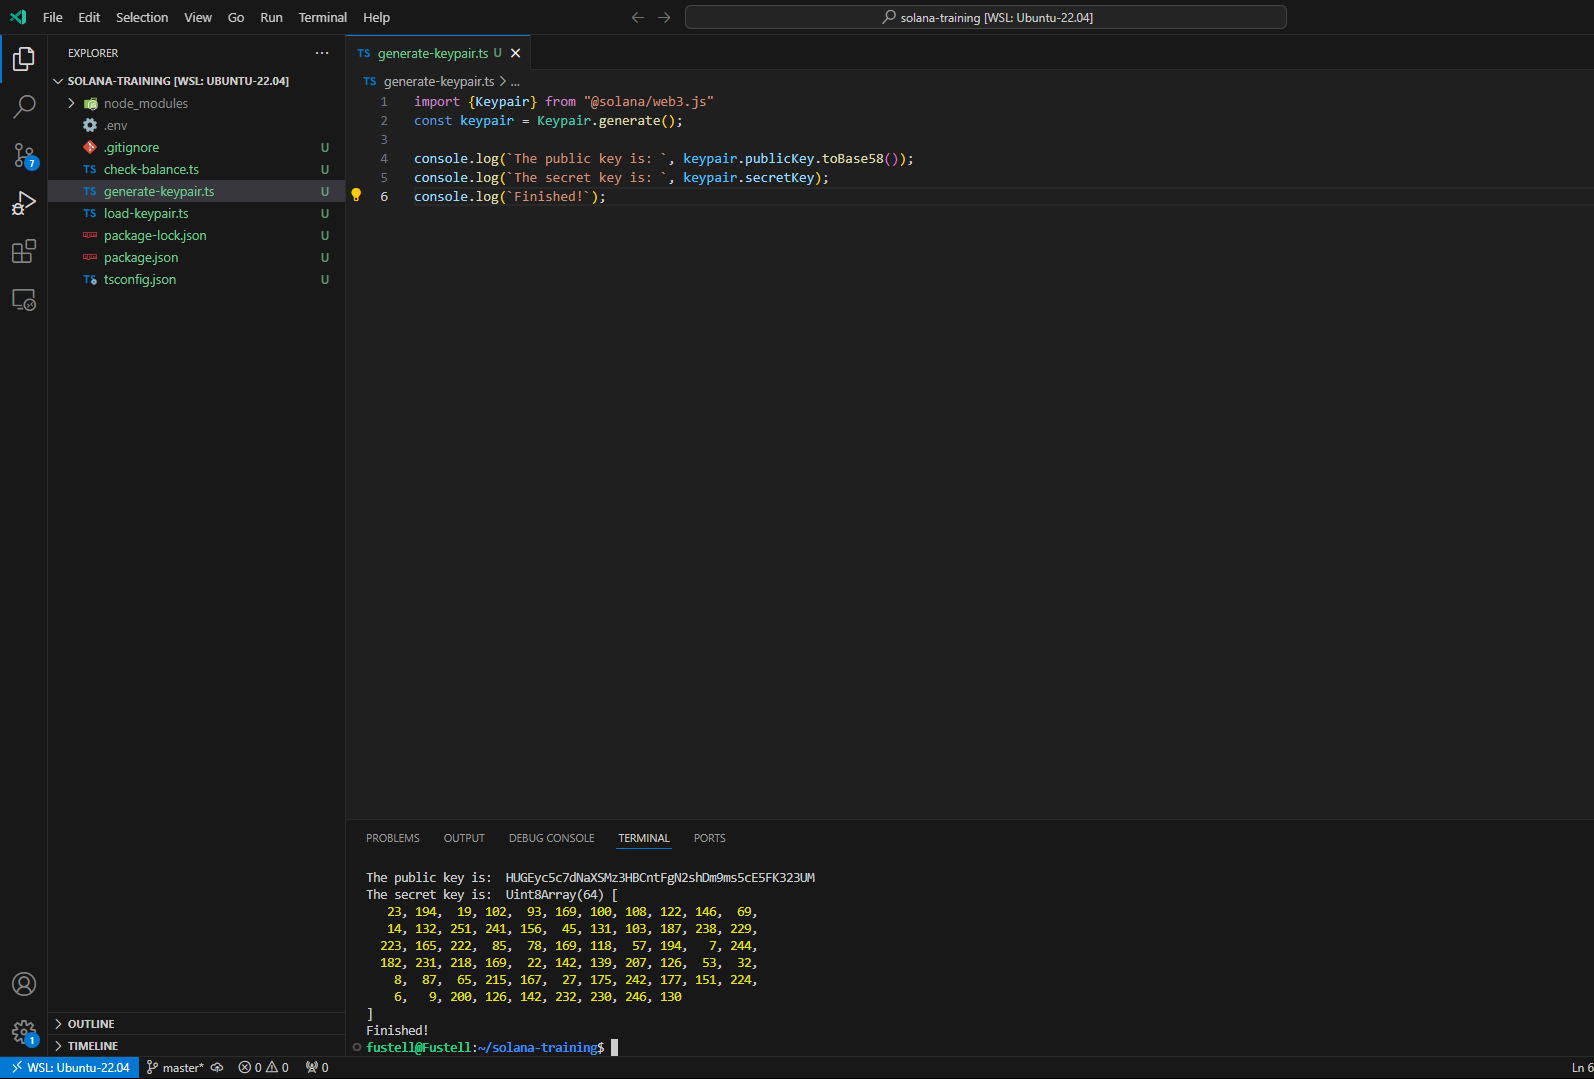 File Edit Selection View Go Run Terminal Help
solana-training [WSL: Ubuntu-22.04]
EXPLORER
SOLANA-TRAINING [WSL: UBUNTU-22.04]
node_modules
.env
.gitignore U
TS check-balance.ts U
TS generate-keypair.ts U
TS load-keypair.ts U
package-lock.json U
package.json U
TS tsconfig.json U
7
OUTLINE
TIMELINE
1
TS generate-keypair.ts U
TS generate-keypair.ts > ...
1 import {Keypair} from "@solana/web3.js"
2 const keypair = Keypair.generate();
3
4 console.log(`The public key is: `, keypair.publicKey.toBase58());
5 console.log(`The secret key is: `, keypair.secretKey);
6 console.log(`Finished!`);
PROBLEMS OUTPUT DEBUG CONSOLE TERMINAL PORTS
The public key is: HUGEyc5c7dNaXSMz3HBCntFgN2shDm9ms5cE5FK323UM
The secret key is: Uint8Array(64) [
23, 194, 19, 102, 93, 169, 100, 108, 122, 146, 69,
14, 132, 251, 241, 156, 45, 131, 103, 187, 238, 229,
223, 165, 222, 85, 78, 169, 118, 57, 194, 7, 244,
182, 231, 218, 169, 22, 142, 139, 207, 126, 53, 32,
8, 87, 65, 215, 167, 27, 175, 242, 177, 151, 224,
6, 9, 200, 126, 142, 232, 230, 246, 130
]
Finished!
fustell@Fustell:~/solana-training$
WSL: Ubuntu-22.04 master* 0 0 0 Ln 6